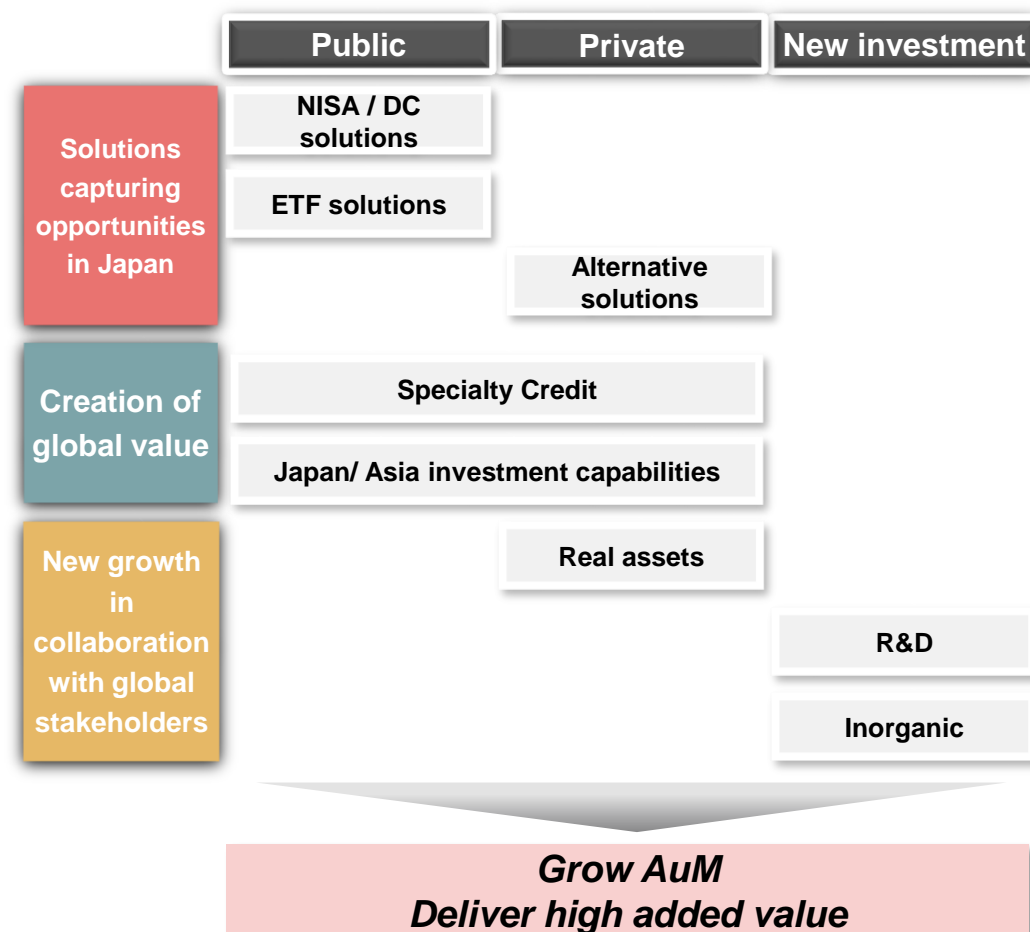 Public
Private
New investment
Solutions
capturing
opportunities
in Japan
NISA / DC
solutions
ETF solutions
Alternative
solutions
Creation of
global value
Specialty Credit
Japan/ Asia investment capabilities
New growth
in
collaboration
with global
stakeholders
Real assets
R&D
Inorganic
Grow AuM
Deliver high added value